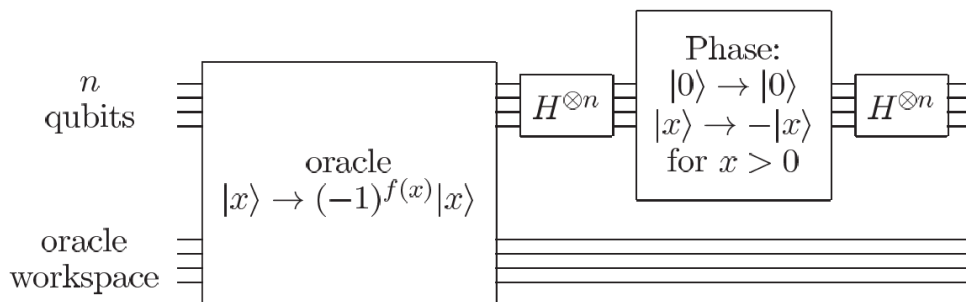 n
qubits
oracle
|x⟩ → (−1)^{f(x)}|x⟩
H^{⊗n}
Phase:
|0⟩ → |0⟩
|x⟩ → −|x⟩
for x > 0
H^{⊗n}
oracle
workspace